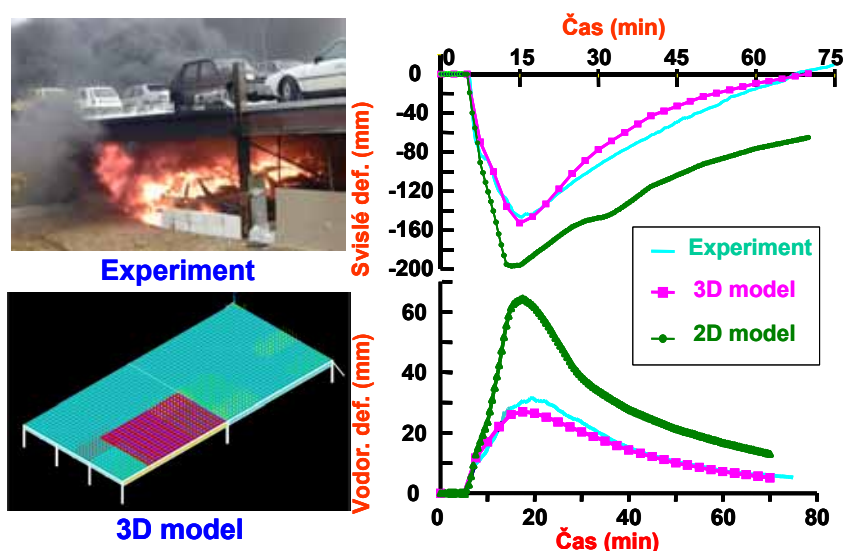 Experiment
3D model
Čas (min)
0 15 30 45 60 75
Svislé def. (mm)
0
-40
-80
-120
-160
-200
Experiment
3D model
2D model
Vodor. def. (mm)
60
40
20
0
0 20 40 60 80
Čas (min)